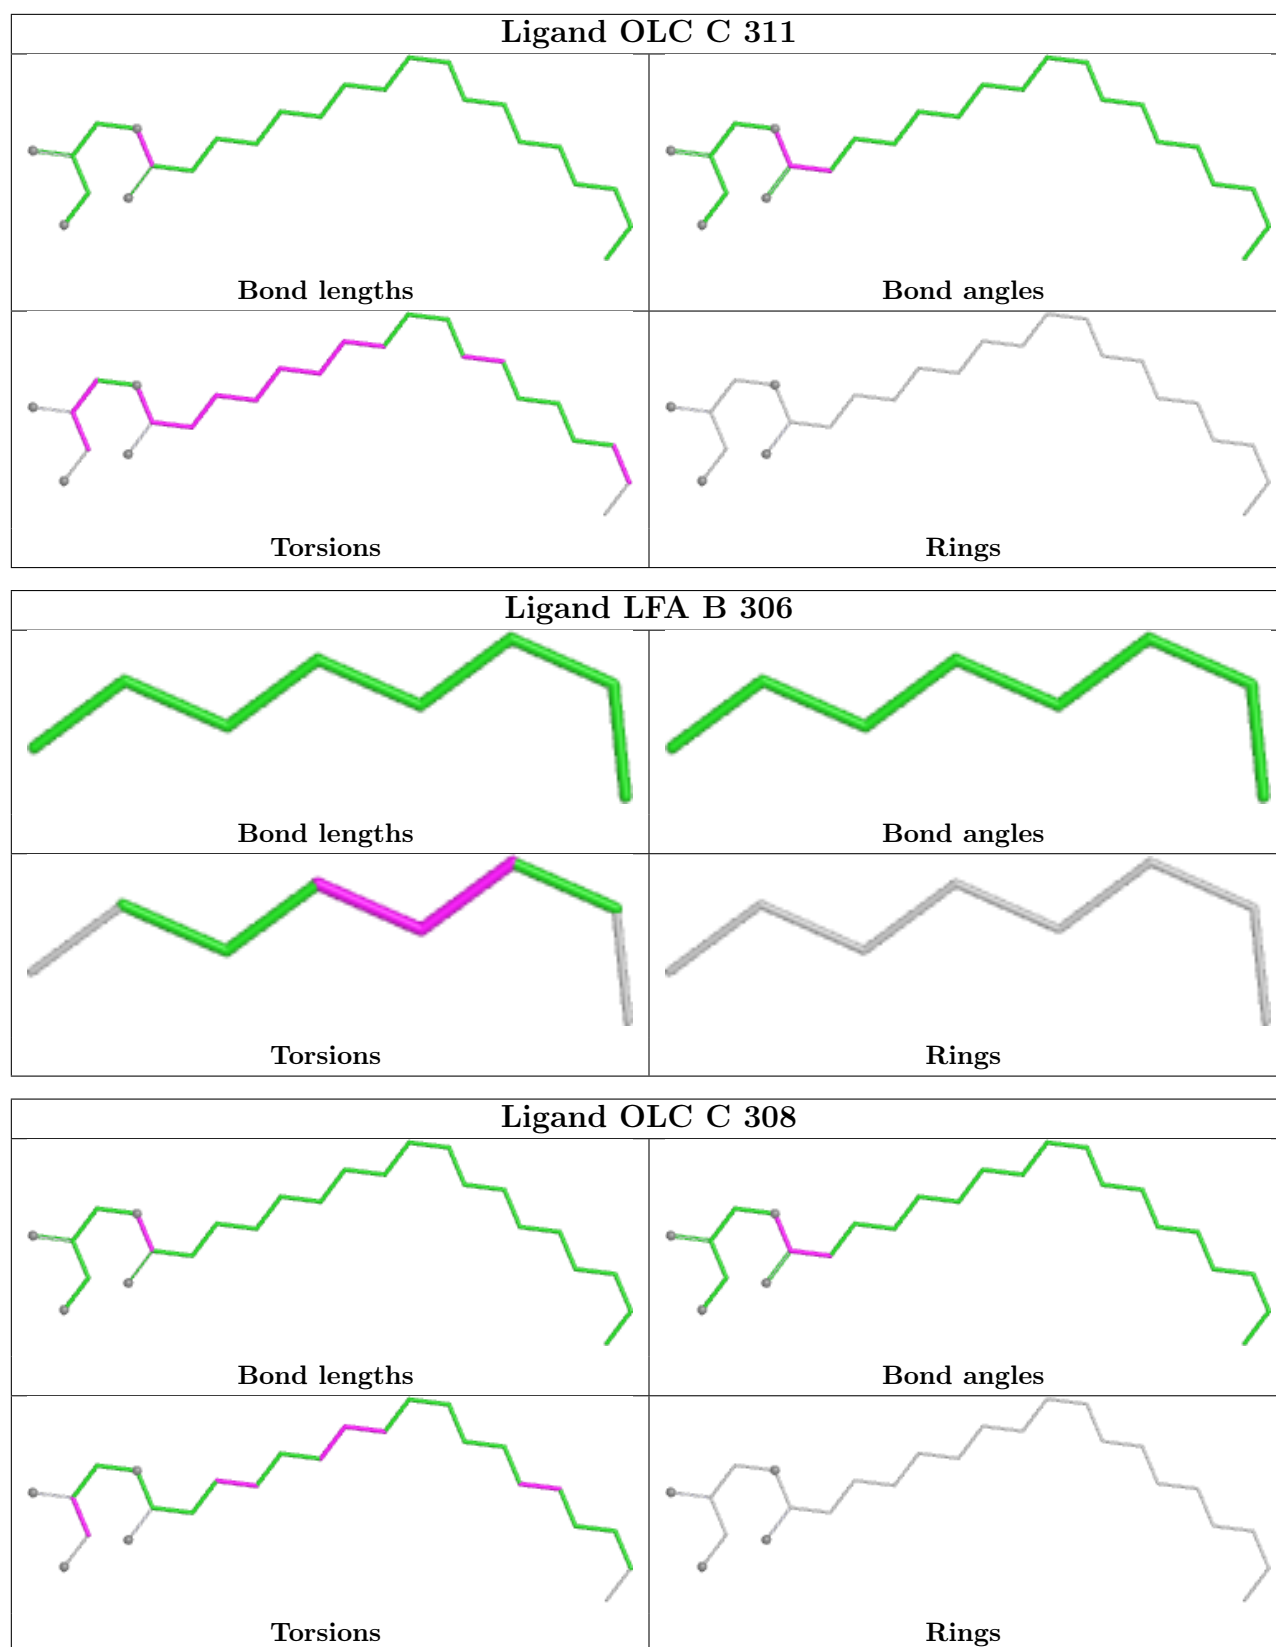 Ligand OLC C 311
Bond lengths
Bond angles
Torsions
Rings
Ligand LFA B 306
Bond lengths
Bond angles
Torsions
Rings
Ligand OLC C 308
Bond lengths
Bond angles
Torsions
Rings